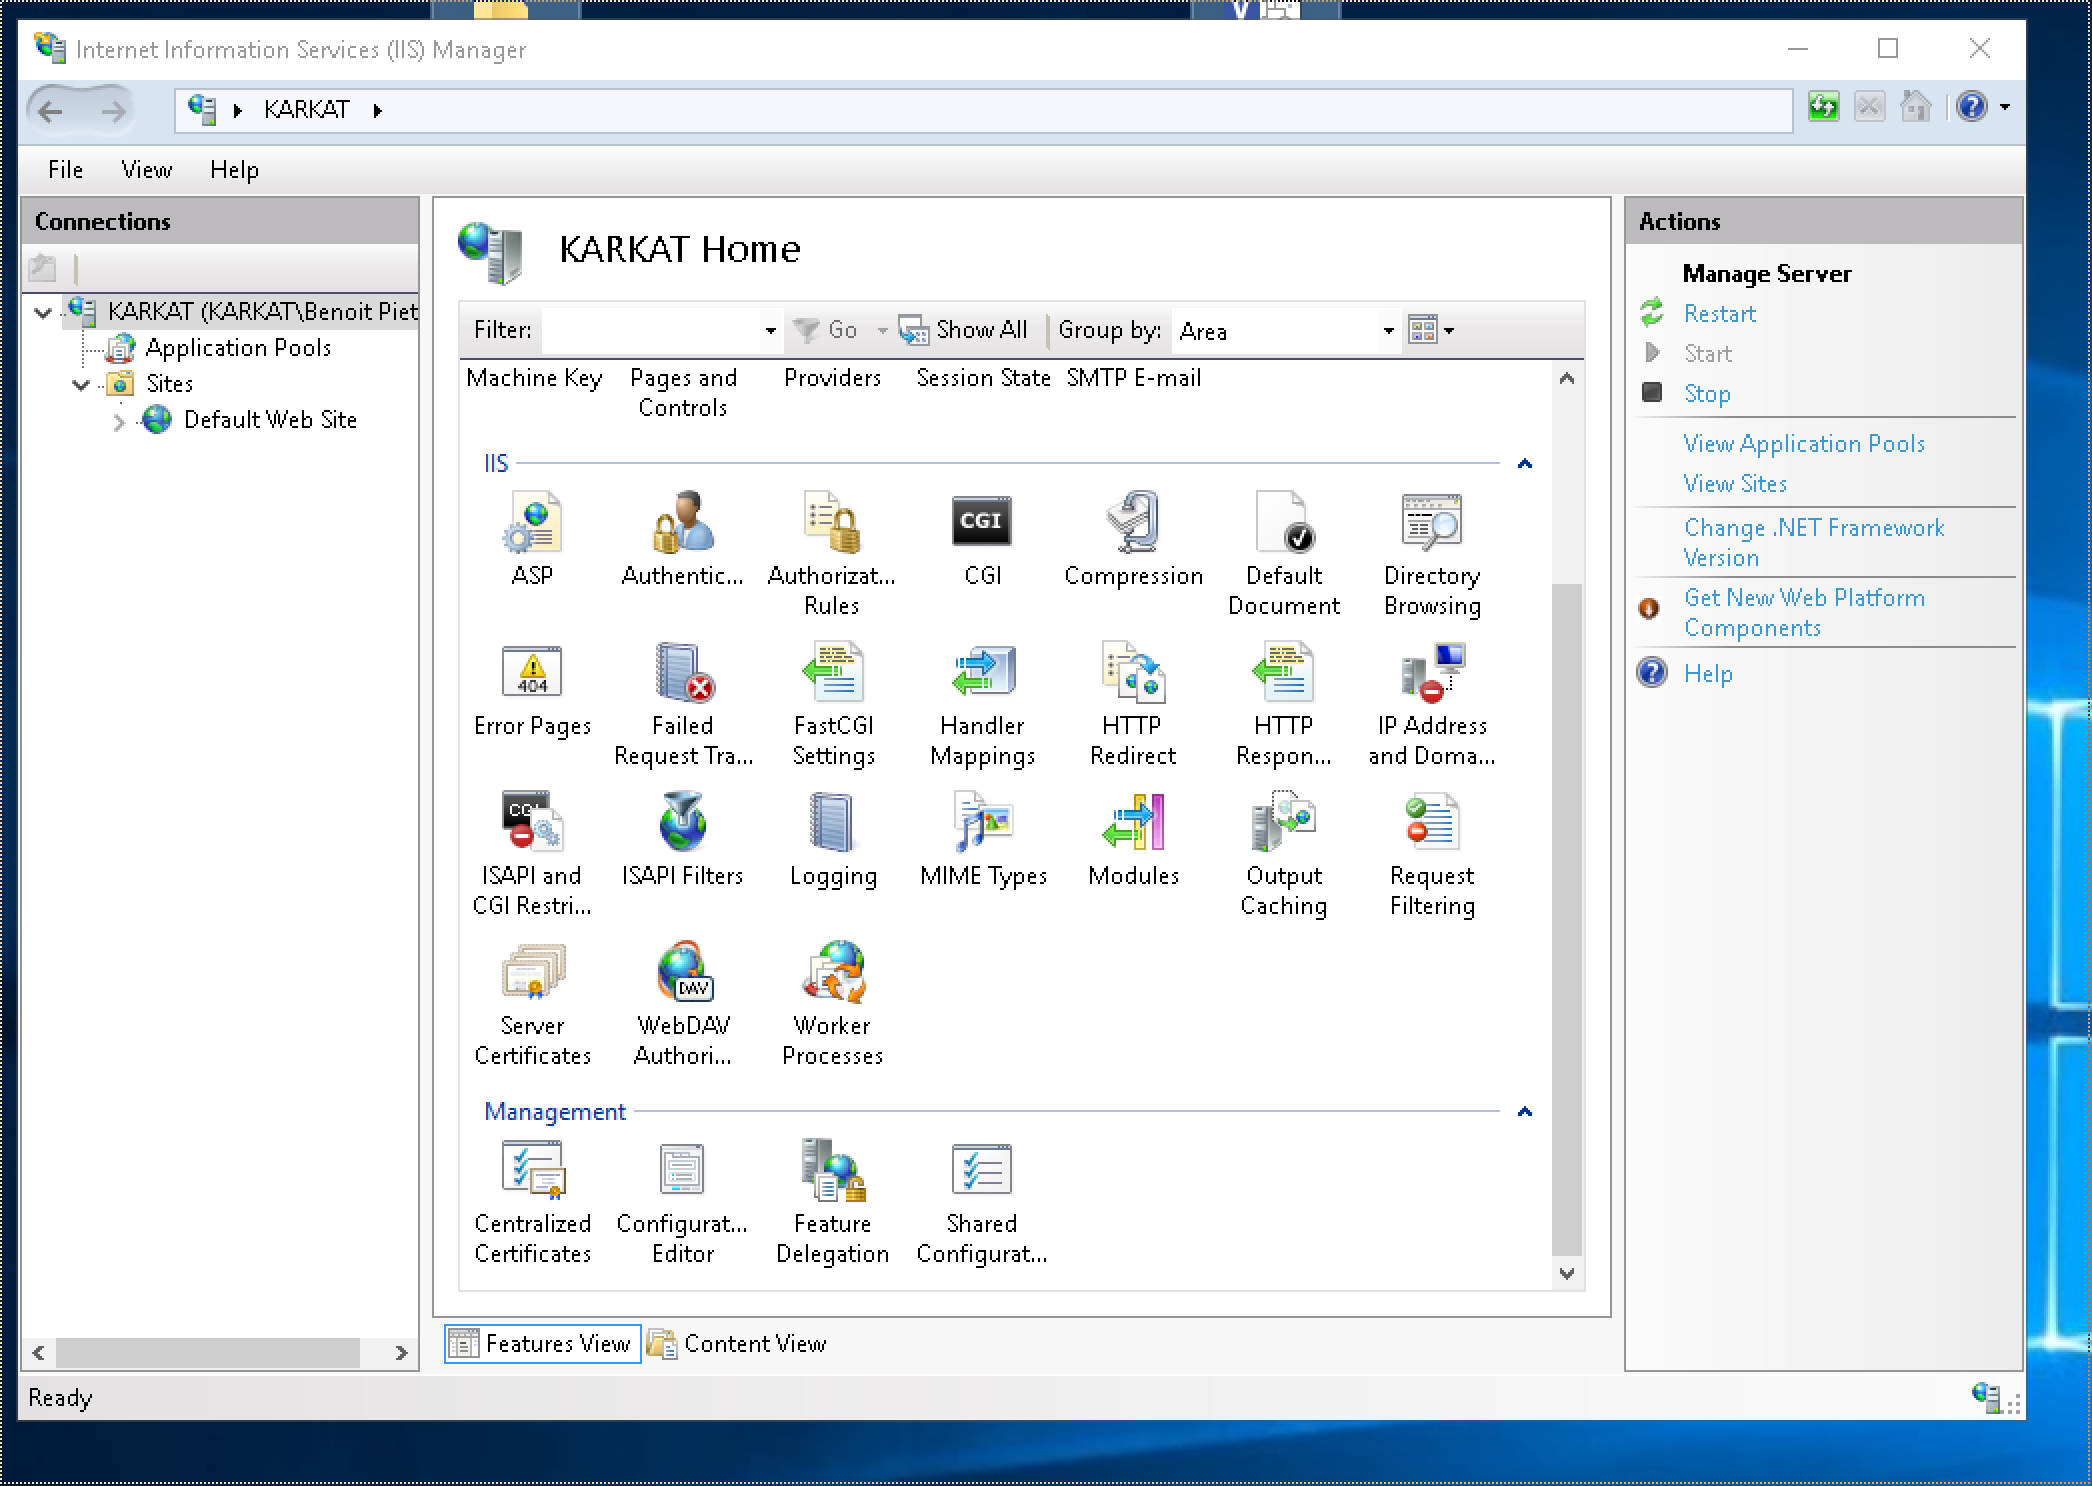 Internet Information Services (IIS) Manager
KARKAT
File View Help
Connections
KARKAT (KARKAT\Benoit Piet
Application Pools
Sites
Default Web Site
KARKAT Home
Filter: Go Show All Group by: Area
Machine Key Pages and Controls Providers Session State SMTP E-mail
IIS
ASP Authentic... Authorizat... CGI Compression Default Directory
Rules Document Browsing
Error Pages Failed FastCGI Handler HTTP HTTP IP Address
Request Tra... Settings Mappings Redirect Respon... and Doma...
ISAPI and ISAPI Filters Logging MIME Types Modules Output Request
CGI Restri... Caching Filtering
Server WebDAV Worker
Certificates Authori... Processes
Management
Centralized Configurat... Feature Shared
Certificates Editor Delegation Configurat...
Features View Content View
Actions
Manage Server
Restart
Start
Stop
View Application Pools
View Sites
Change .NET Framework
Version
Get New Web Platform
Components
Help
Ready